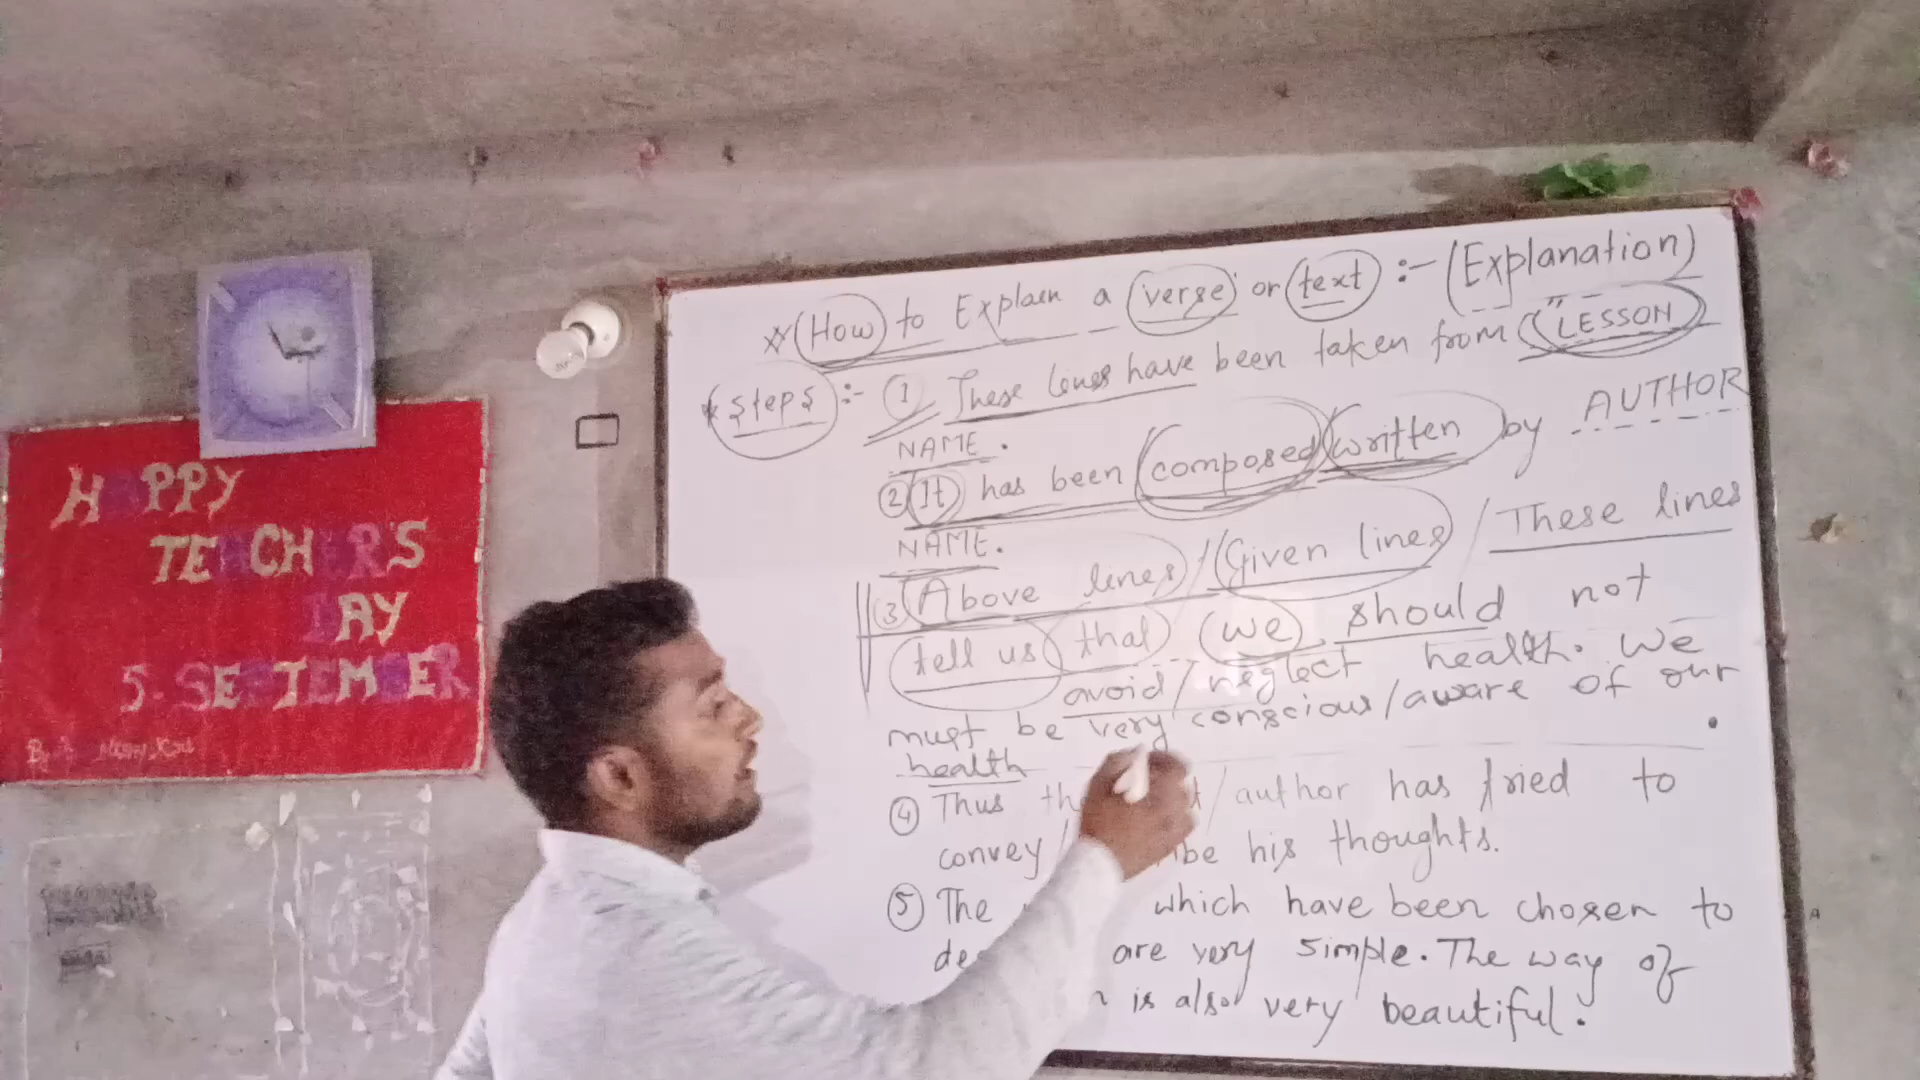 HAPPY
TEACHER'S
DAY
5. SEPTEMBER
By
How to Explain a verse or text :- (Explanation)
Steps :- 1 These lines have been taken from "LESSON
NAME.
2 It has been composed written by AUTHOR
NAME.
3 Above lines / Given lines / These lines
tell us that we should not
avoid / neglect health. We
must be very conscious / aware of our
health.
4 Thus / author has tried to
convey / his thoughts.
5 The which have been chosen to
are very simple. The way of
is also very beautiful.